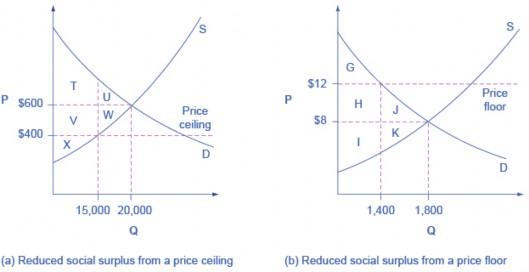 S
T
U
P
$600
Price
ceiling
V
W
$400
X
D
15,000 20,000
Q
(a) Reduced social surplus from a price ceiling
S
G
$12
Price
floor
P
H
J
$8
K
I
D
1,400 1,800
Q
(b) Reduced social surplus from a price floor